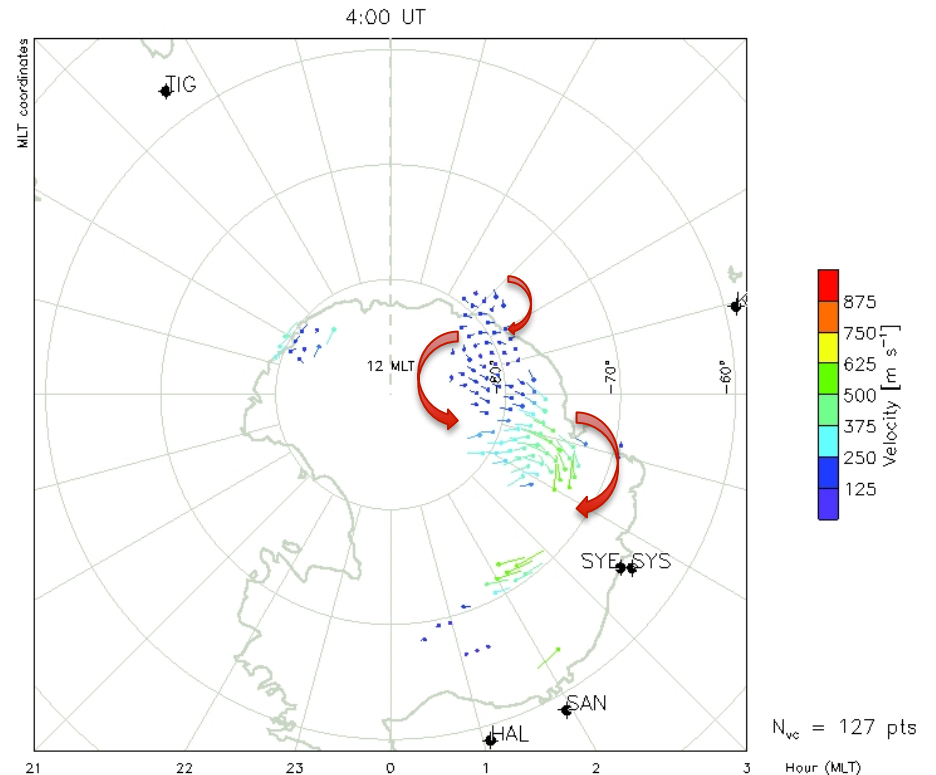 4:00 UT
MLT coordinates
TIG
12 MLT
-80°
-70°
-60°
SYE SYS
SAN
HAL
21 22 23 0 1 2 3 Hour (MLT)
875
750
625
500
375
250
125
Velocity [m s⁻¹]
Nvc = 127 pts